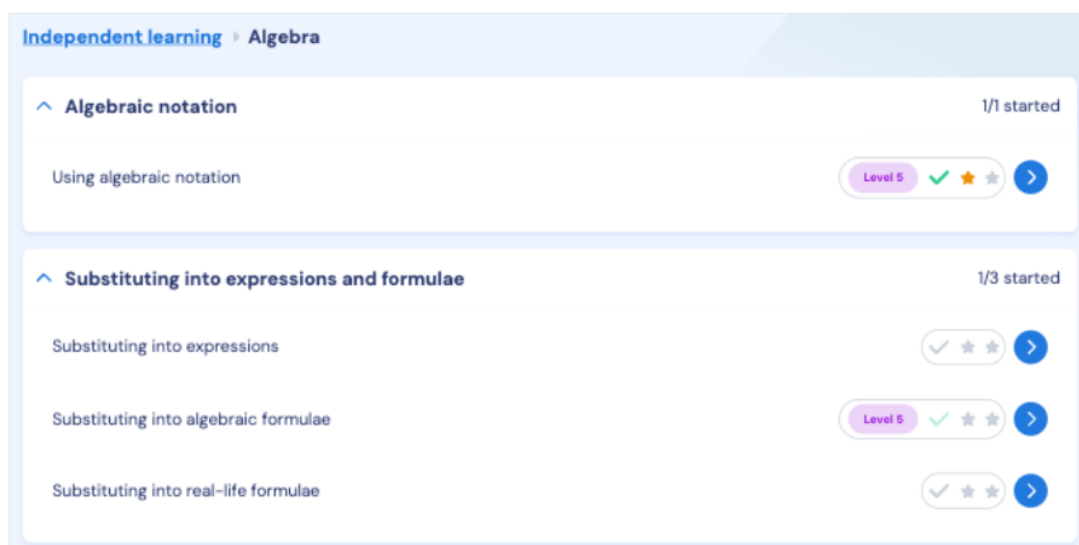 Independent learning Algebra
Algebraic notation 1/1 started
Using algebraic notation Level 5
Substituting into expressions and formulae 1/3 started
Substituting into expressions
Substituting into algebraic formulae Level 5
Substituting into real-life formulae